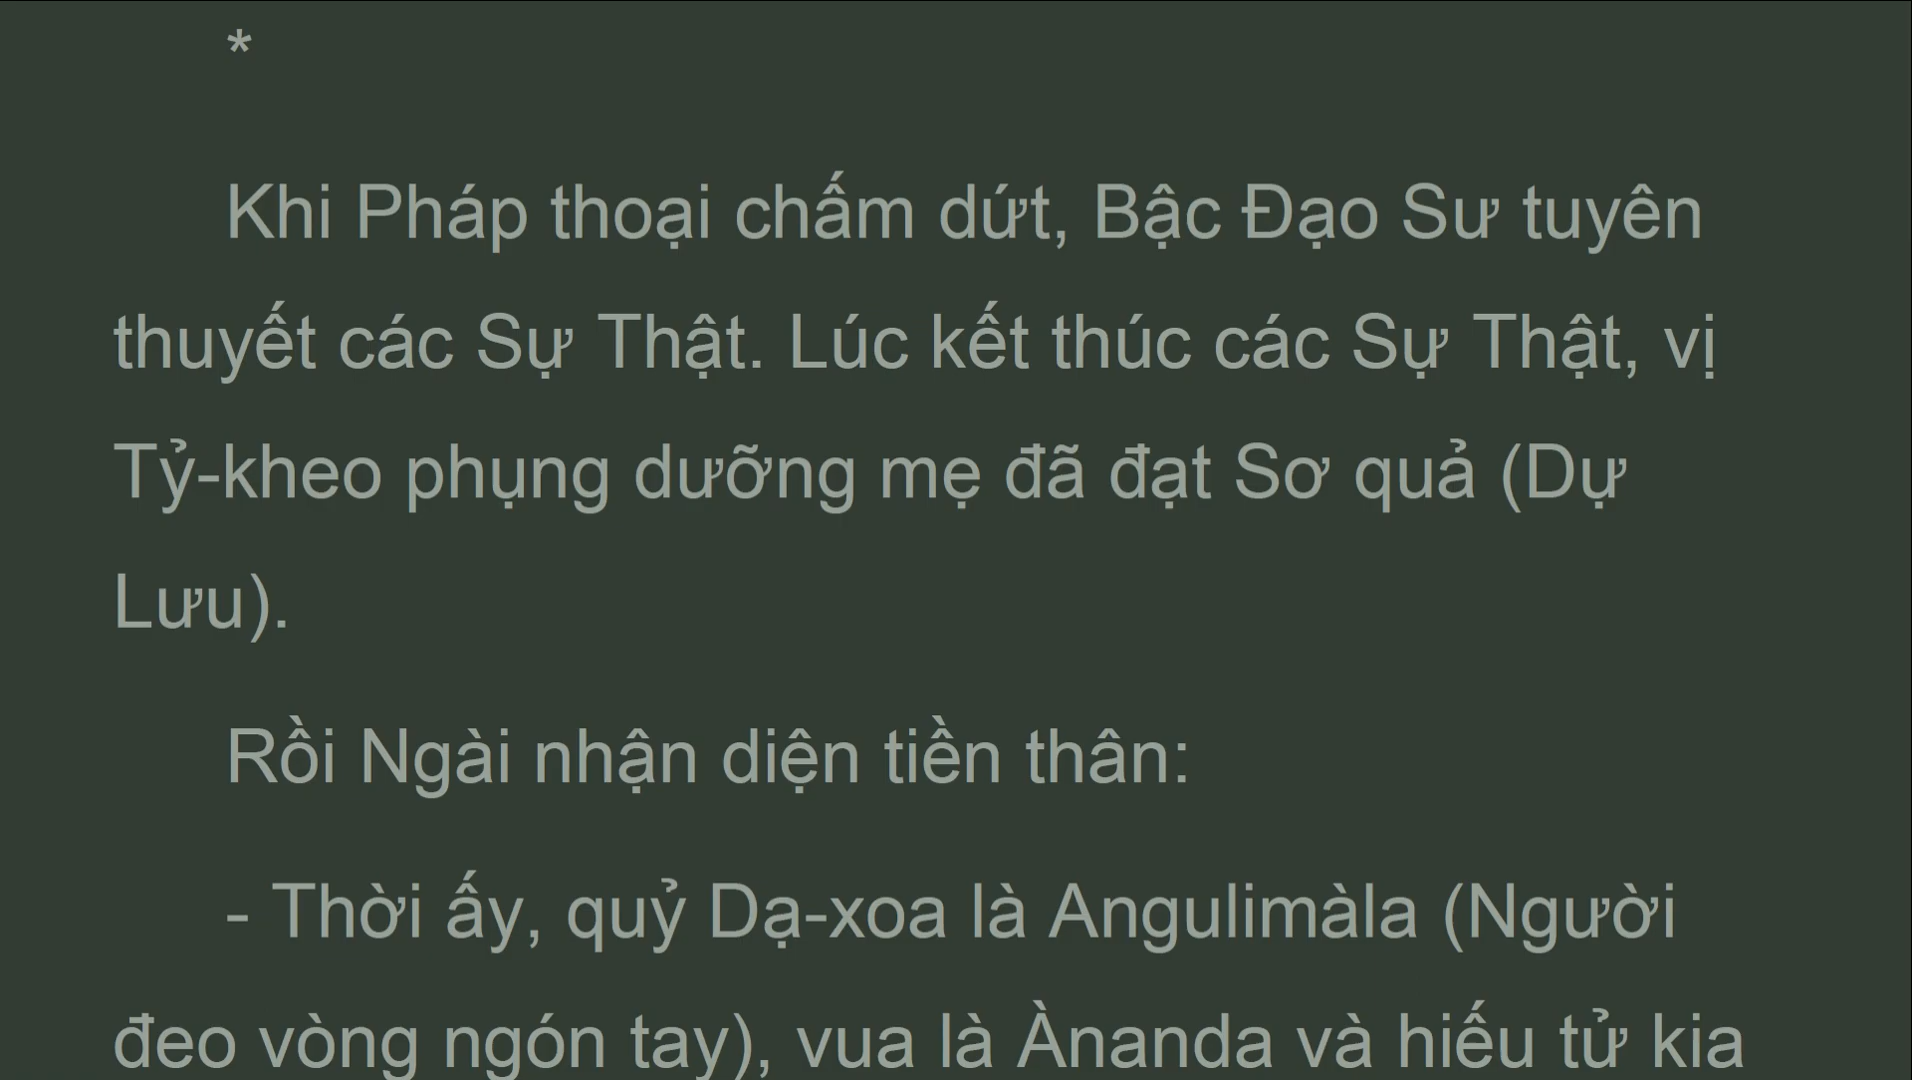 *
Khi Pháp thoại chấm dứt, Bậc Đạo Sư tuyên
thuyết các Sự Thật. Lúc kết thúc các Sự Thật, vị
Tỷ-kheo phụng dưỡng mẹ đã đạt Sơ quả (Dự
Lưu).
Rồi Ngài nhận diện tiền thân:
- Thời ấy, quỷ Dạ-xoa là Angulimàla (Người
đeo vòng ngón tay), vua là Ànanda và hiếu tử kia